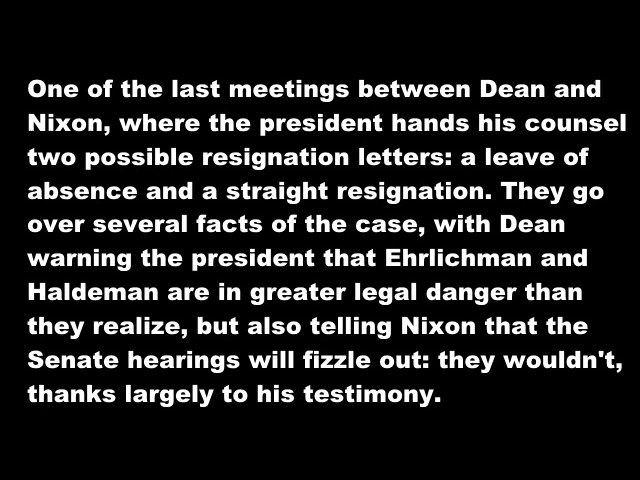 One of the last meetings between Dean and
Nixon, where the president hands his counsel
two possible resignation letters: a leave of
absence and a straight resignation. They go
over several facts of the case, with Dean
warning the president that Ehrlichman and
Haldeman are in greater legal danger than
they realize, but also telling Nixon that the
Senate hearings will fizzle out: they wouldn't,
thanks largely to his testimony.